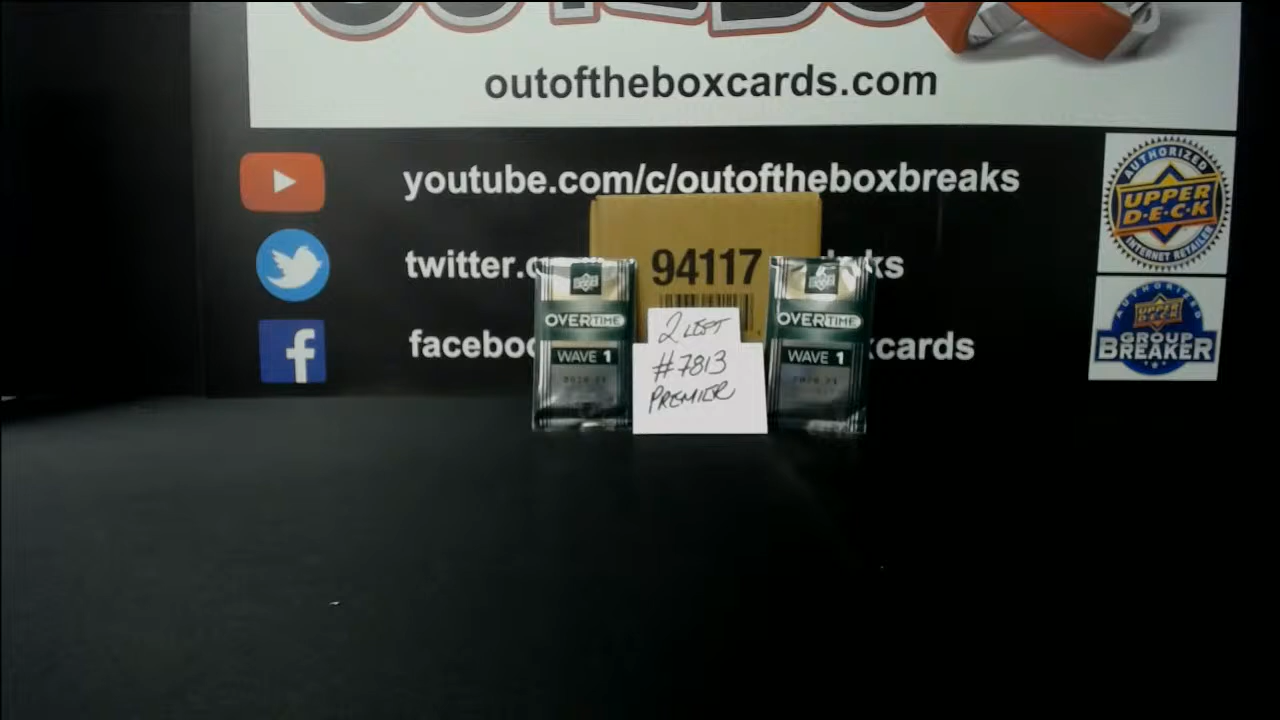 outoftheboxcards.com
youtube.com/c/outoftheboxbreaks
AUTHORIZED
UPPER
D·E·C·K
INTERNET RETAILER
94117
twitter.c
ks
OVERTIME
WAVE 1
OVERTIME
WAVE 1
2 LEFT
#7813
PREMIER
faceboo
xcards
AUTHORIZED
UPPER
DECK
GROUP
BREAKER